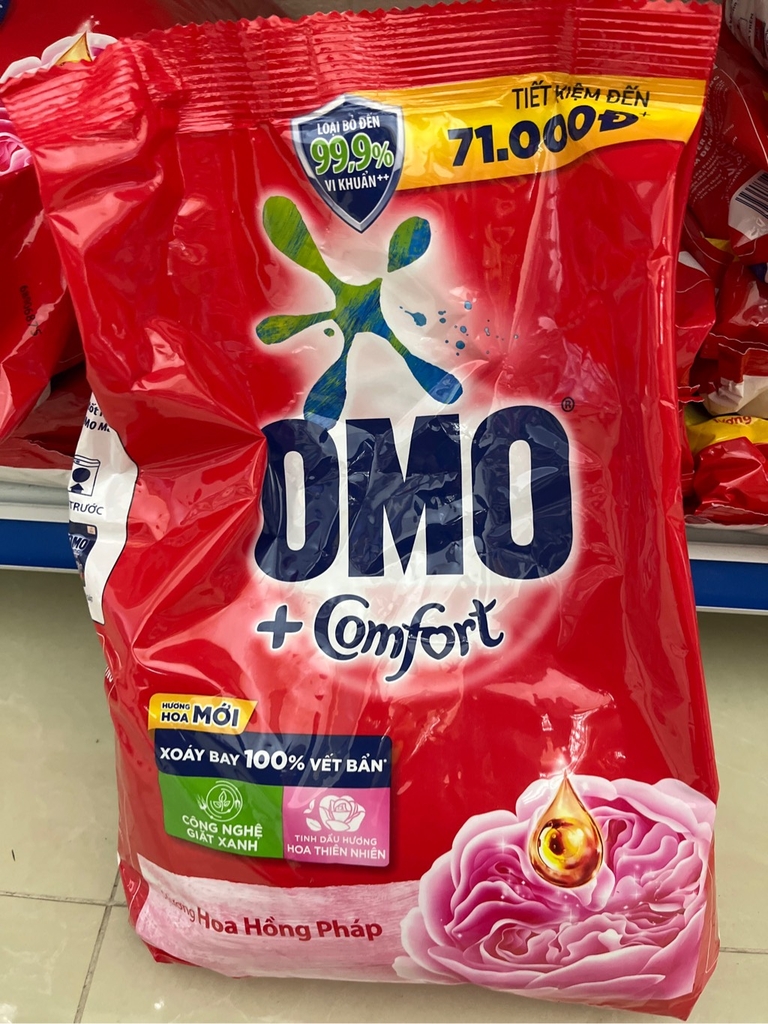 TIẾT KIỆM ĐẾN
71.000Đ+
LOẠI BỎ ĐẾN
99,9%
VI KHUẨN++
OMO®
+ Comfort
TRƯỚC
HƯƠNG
HOA MỚI
XOÁY BAY 100% VẾT BẨN*
CÔNG NGHỆ
GIẶT XANH
TINH DẦU HƯƠNG
HOA THIÊN NHIÊN
Hương Hoa Hồng Pháp